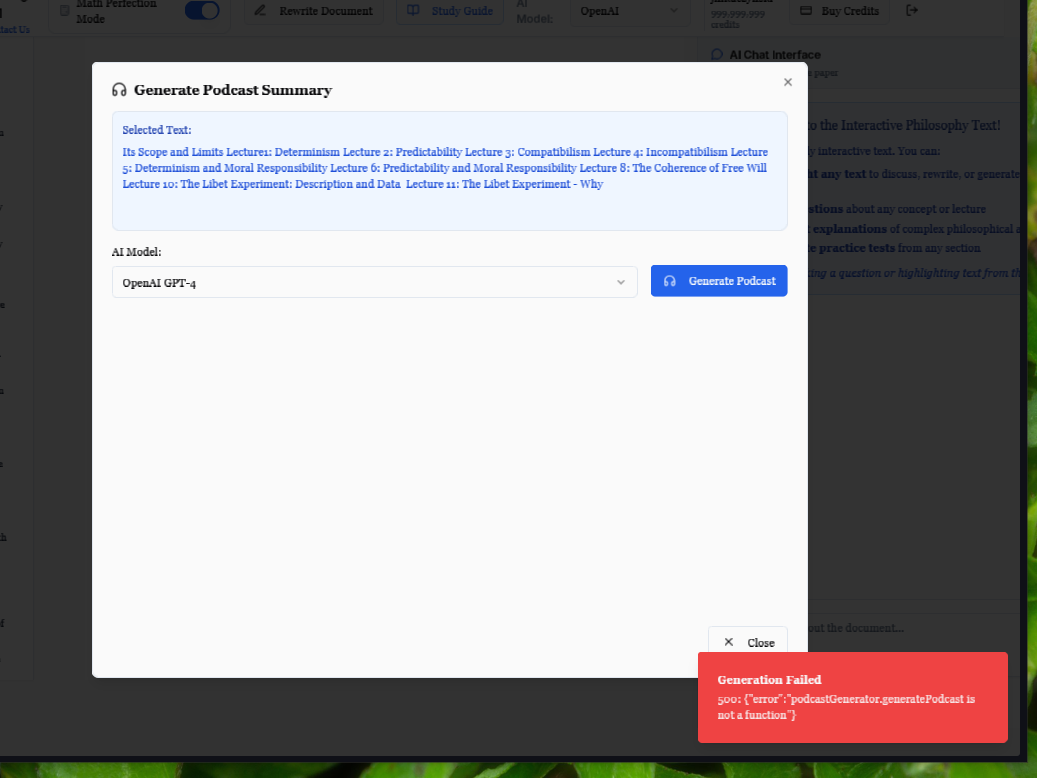 Math Perfection
Mode
Rewrite Document
Study Guide
AI
Model:
OpenAI
999,999,999
credits
Buy Credits
tact Us
AI Chat Interface
paper
Generate Podcast Summary
Selected Text:
Its Scope and Limits Lecture1: Determinism Lecture 2: Predictability Lecture 3: Compatibilism Lecture 4: Incompatibilism Lecture
5: Determinism and Moral Responsibility Lecture 6: Predictability and Moral Responsibility Lecture 8: The Coherence of Free Will
Lecture 10: The Libet Experiment: Description and Data Lecture 11: The Libet Experiment - Why
AI Model:
OpenAI GPT-4
Generate Podcast
to the Interactive Philosophy Text!
y interactive text. You can:
ht any text to discuss, rewrite, or generate
stions about any concept or lecture
explanations of complex philosophical a
e practice tests from any section
ing a question or highlighting text from th
out the document...
Close
Generation Failed
500: {"error":"podcastGenerator.generatePodcast is
not a function"}